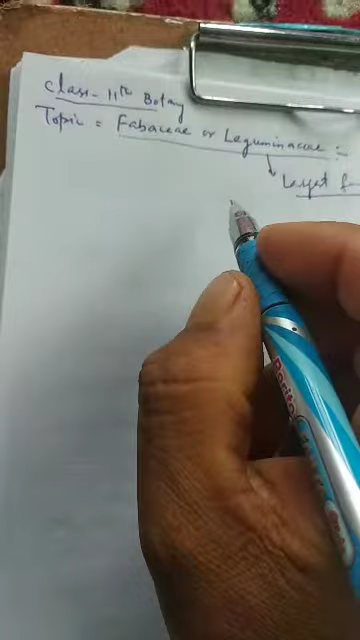 Class - 11th Botany
Topic = Fabaceae or Leguminaceae :-